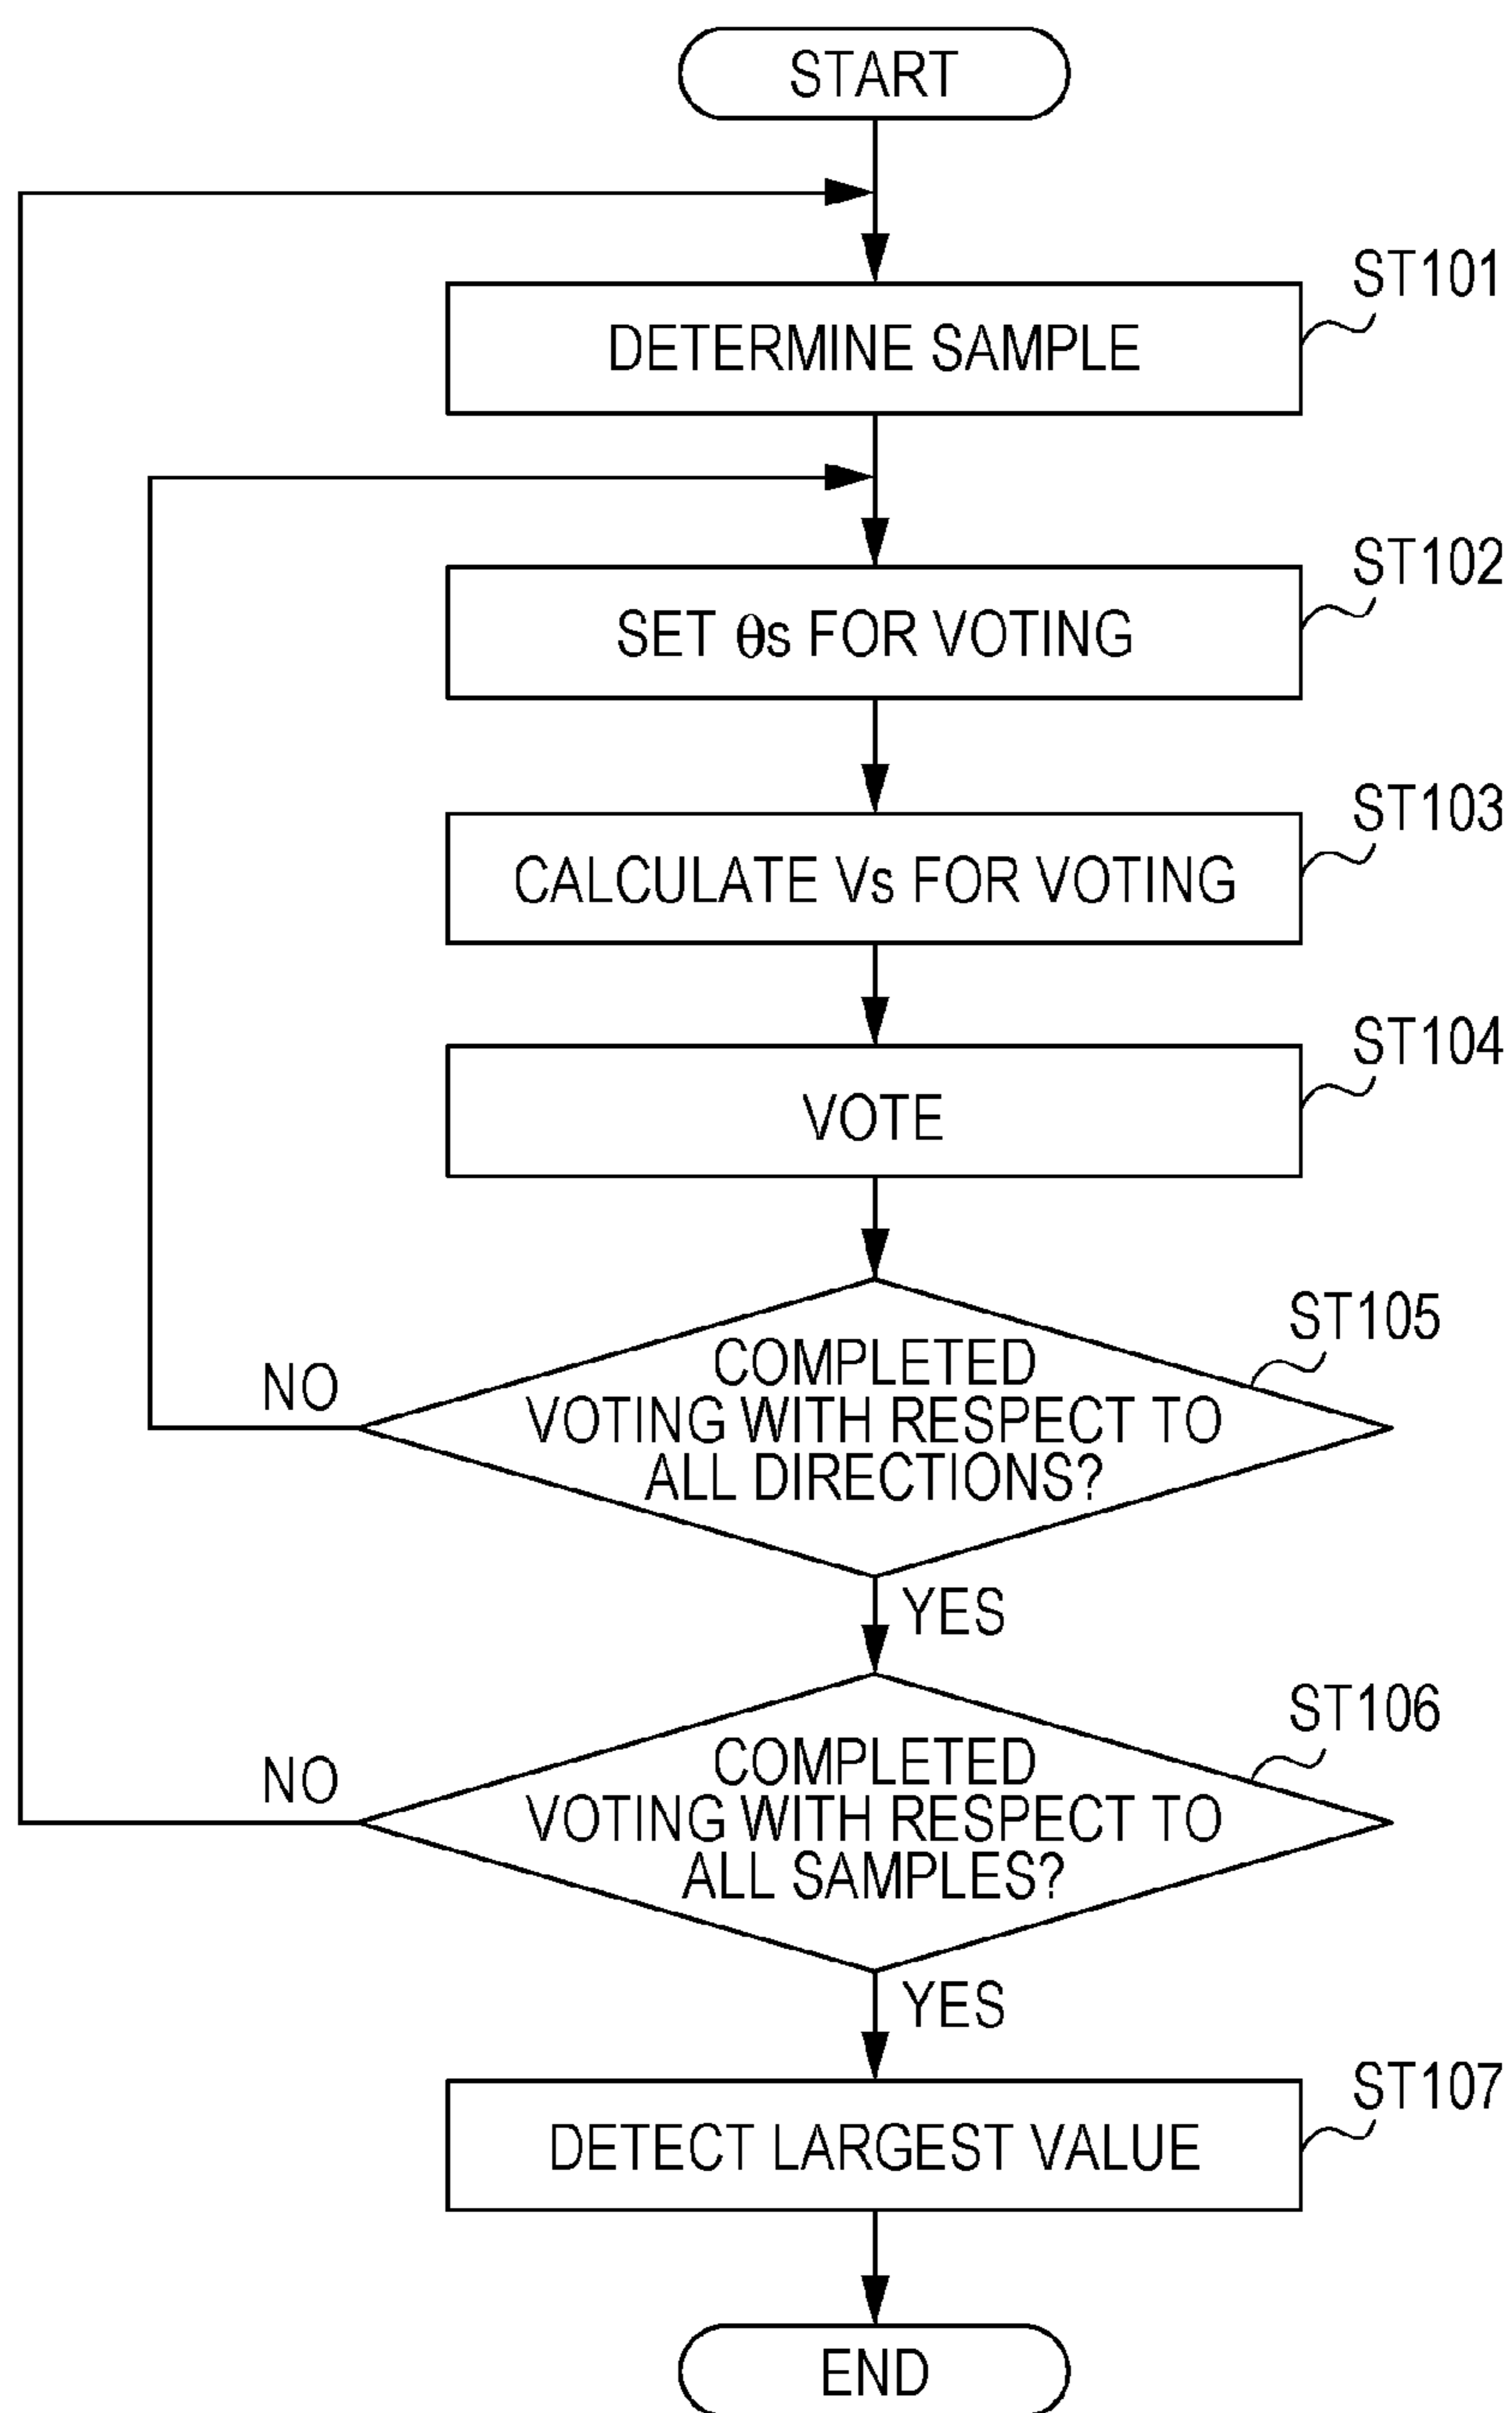 START
ST101
DETERMINE SAMPLE
ST102
SET θs FOR VOTING
ST103
CALCULATE Vs FOR VOTING
ST104
VOTE
ST105
COMPLETED
VOTING WITH RESPECT TO
ALL DIRECTIONS?
NO
YES
ST106
COMPLETED
VOTING WITH RESPECT TO
ALL SAMPLES?
NO
YES
ST107
DETECT LARGEST VALUE
END